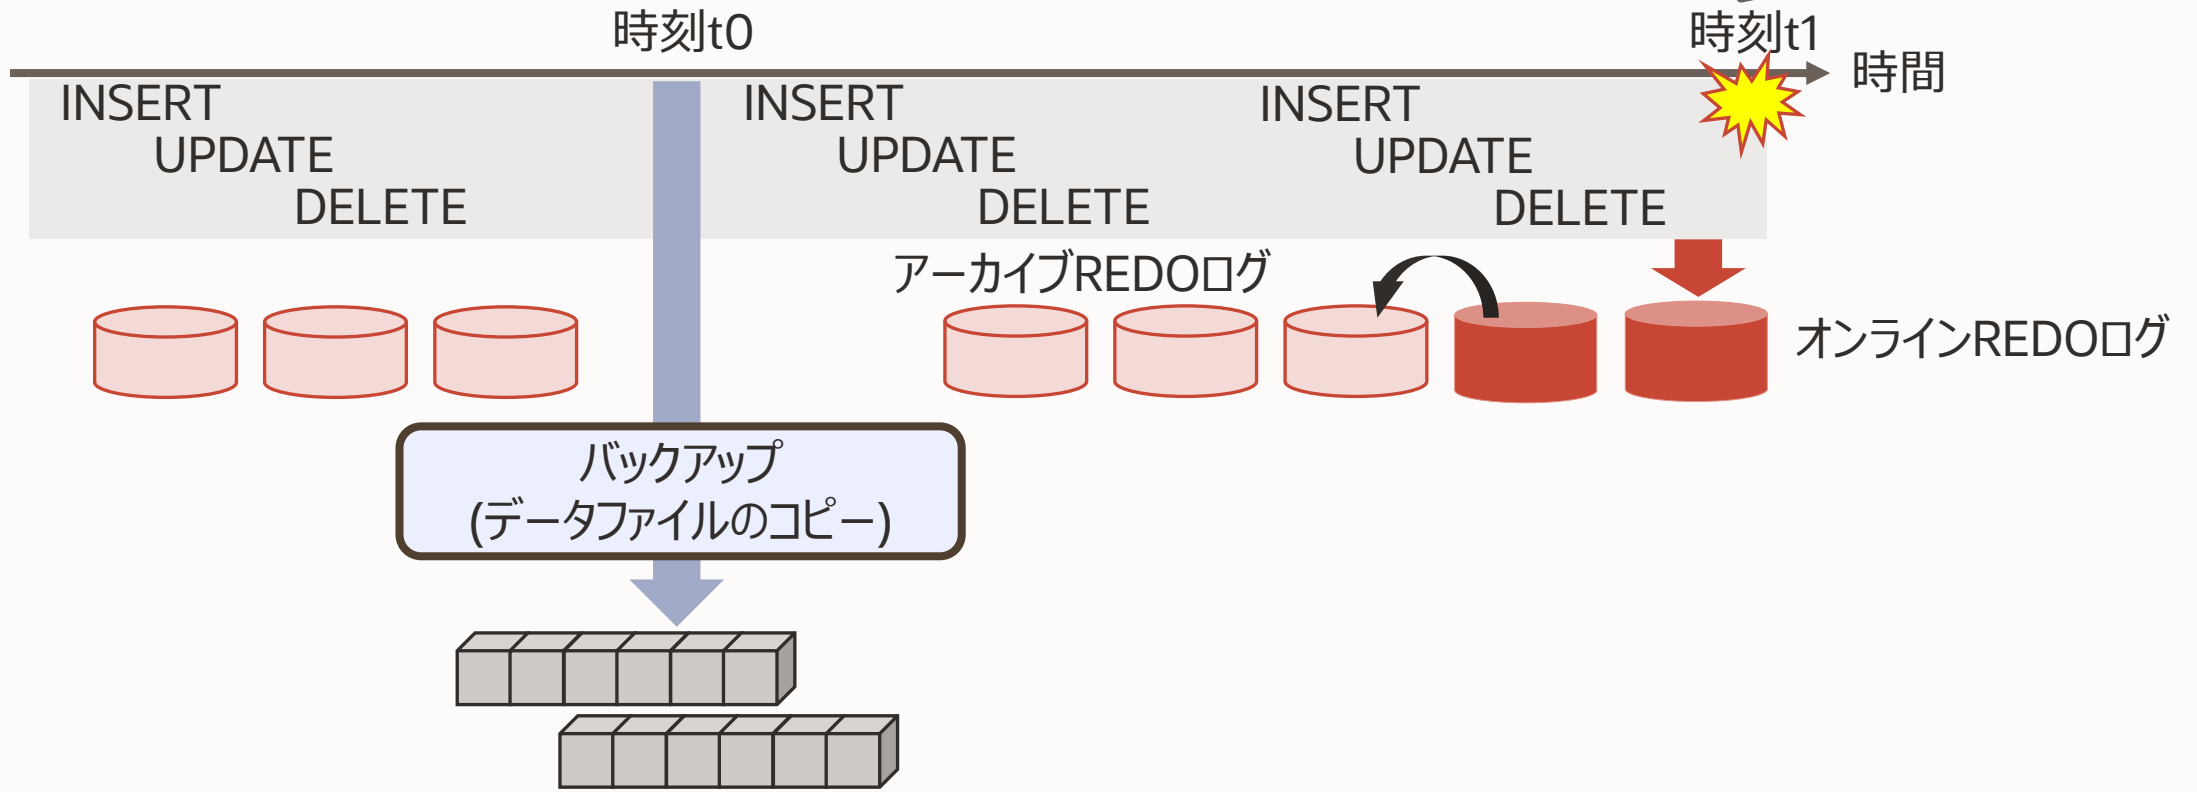 時刻t0
時刻t1
時間
INSERT
UPDATE
DELETE
INSERT
UPDATE
DELETE
INSERT
UPDATE
DELETE
アーカイブREDOログ
オンラインREDOログ
バックアップ
(データファイルのコピー)